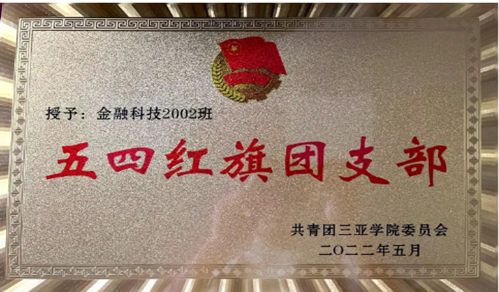 授予：金融科技2002班
五四红旗团支部
共青团三亚学院委员会
二〇二二年五月